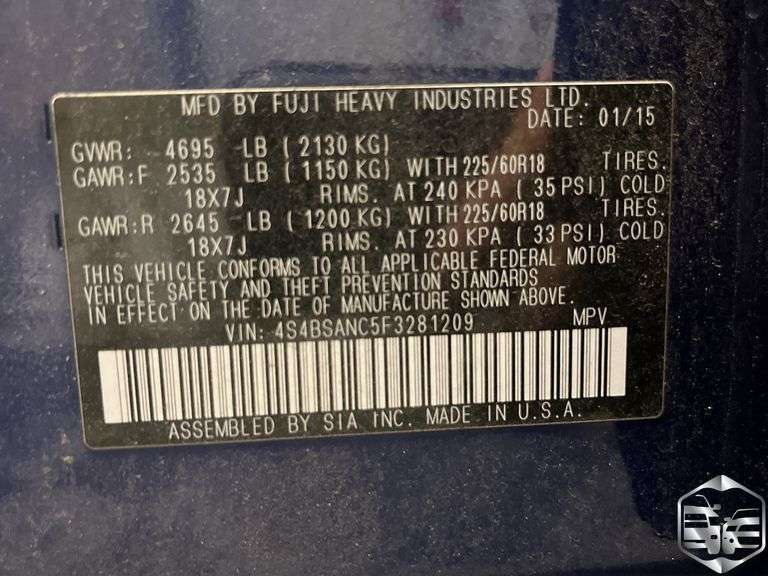 MFD BY FUJI HEAVY INDUSTRIES LTD.
DATE: 01/15
GVWR: 4695 LB ( 2130 KG)
GAWR:F 2535 LB ( 1150 KG) WITH 225/60R18 TIRES.
18X7J RIMS. AT 240 KPA ( 35 PSI) COLD
GAWR:R 2645 LB ( 1200 KG) WITH 225/60R18 TIRES.
18X7J RIMS. AT 230 KPA ( 33 PSI) COLD
THIS VEHICLE CONFORMS TO ALL APPLICABLE FEDERAL MOTOR
VEHICLE SAFETY AND THEFT PREVENTION STANDARDS
IN EFFECT ON THE DATE OF MANUFACTURE SHOWN ABOVE.
VIN: 4S4BSANC5F3281209 MPV
ASSEMBLED BY SIA INC. MADE IN U.S.A.